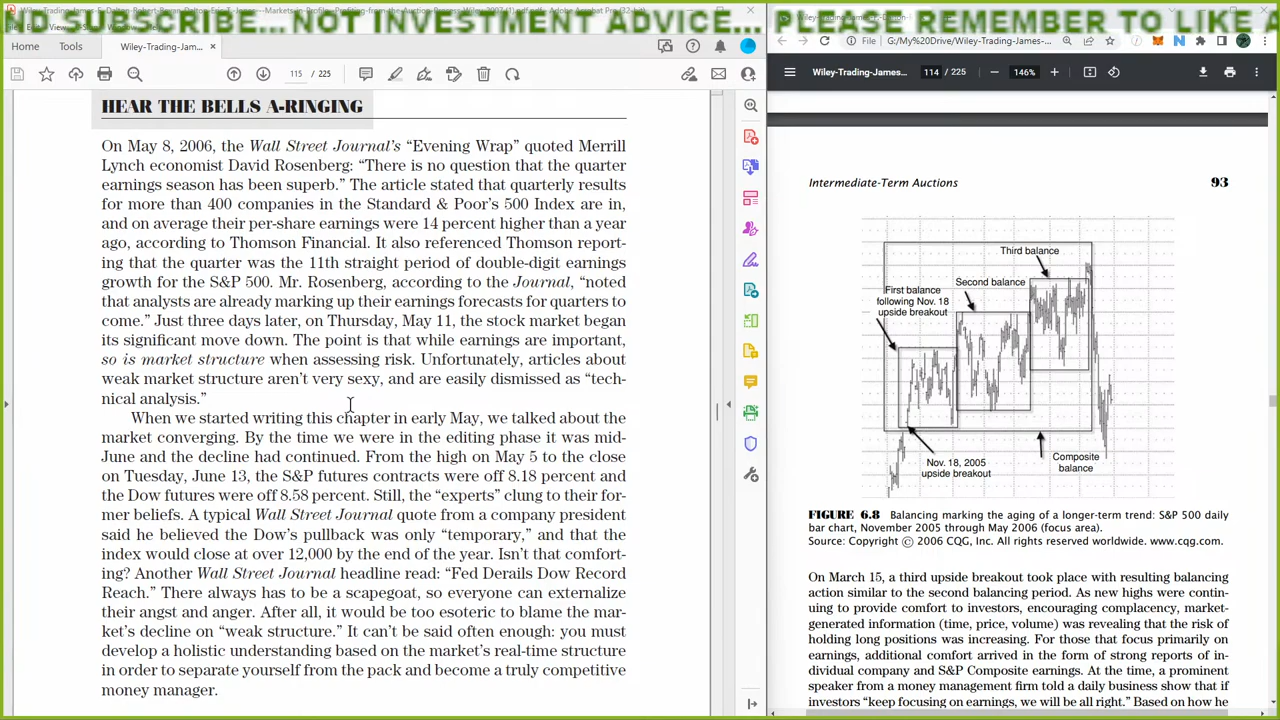 SCRIBE... NOT INVESTMENT ADVICE... PLEASE REMEMBER TO LIKE A
Home Tools Wiley-Trading-Jam... ×
115 / 225
HEAR THE BELLS A-RINGING
On May 8, 2006, the Wall Street Journal's “Evening Wrap” quoted Merrill
Lynch economist David Rosenberg: “There is no question that the quarter
earnings season has been superb.” The article stated that quarterly results
for more than 400 companies in the Standard & Poor's 500 Index are in,
and on average their per-share earnings were 14 percent higher than a year
ago, according to Thomson Financial. It also referenced Thomson report-
ing that the quarter was the 11th straight period of double-digit earnings
growth for the S&P 500. Mr. Rosenberg, according to the Journal, “noted
that analysts are already marking up their earnings forecasts for quarters to
come.” Just three days later, on Thursday, May 11, the stock market began
its significant move down. The point is that while earnings are important,
so is market structure when assessing risk. Unfortunately, articles about
weak market structure aren't very sexy, and are easily dismissed as “tech-
nical analysis.”
When we started writing this chapter in early May, we talked about the
market converging. By the time we were in the editing phase it was mid-
June and the decline had continued. From the high on May 5 to the close
on Tuesday, June 13, the S&P futures contracts were off 8.18 percent and
the Dow futures were off 8.58 percent. Still, the “experts” clung to their for-
mer beliefs. A typical Wall Street Journal quote from a company president
said he believed the Dow's pullback was only “temporary,” and that the
index would close at over 12,000 by the end of the year. Isn't that comfort-
ing? Another Wall Street Journal headline read: “Fed Derails Dow Record
Reach.” There always has to be a scapegoat, so everyone can externalize
their angst and anger. After all, it would be too esoteric to blame the mar-
ket's decline on “weak structure.” It can't be said often enough: you must
develop a holistic understanding based on the market's real-time structure
in order to separate yourself from the pack and become a truly competitive
money manager.
File G:/My%20Drive/Wiley-Trading-James-...
Wiley-Trading-James... 114 / 225 146%
Intermediate-Term Auctions 93
Third balance
Second balance
First balance
following Nov. 18
upside breakout
Nov. 18, 2005
upside breakout
Composite
balance
FIGURE 6.8 Balancing marking the aging of a longer-term trend: S&P 500 daily
bar chart, November 2005 through May 2006 (focus area).
Source: Copyright © 2006 CQG, Inc. All rights reserved worldwide. www.cqg.com.
On March 15, a third upside breakout took place with resulting balancing
action similar to the second balancing period. As new highs were contin-
uing to provide comfort to investors, encouraging complacency, market-
generated information (time, price, volume) was revealing that the risk of
holding long positions was increasing. For those that focus primarily on
earnings, additional comfort arrived in the form of strong reports of in-
dividual company and S&P Composite earnings. At the time, a prominent
speaker from a money management firm told a daily business show that if
investors “keep focusing on earnings, we will be all right.” Based on how he